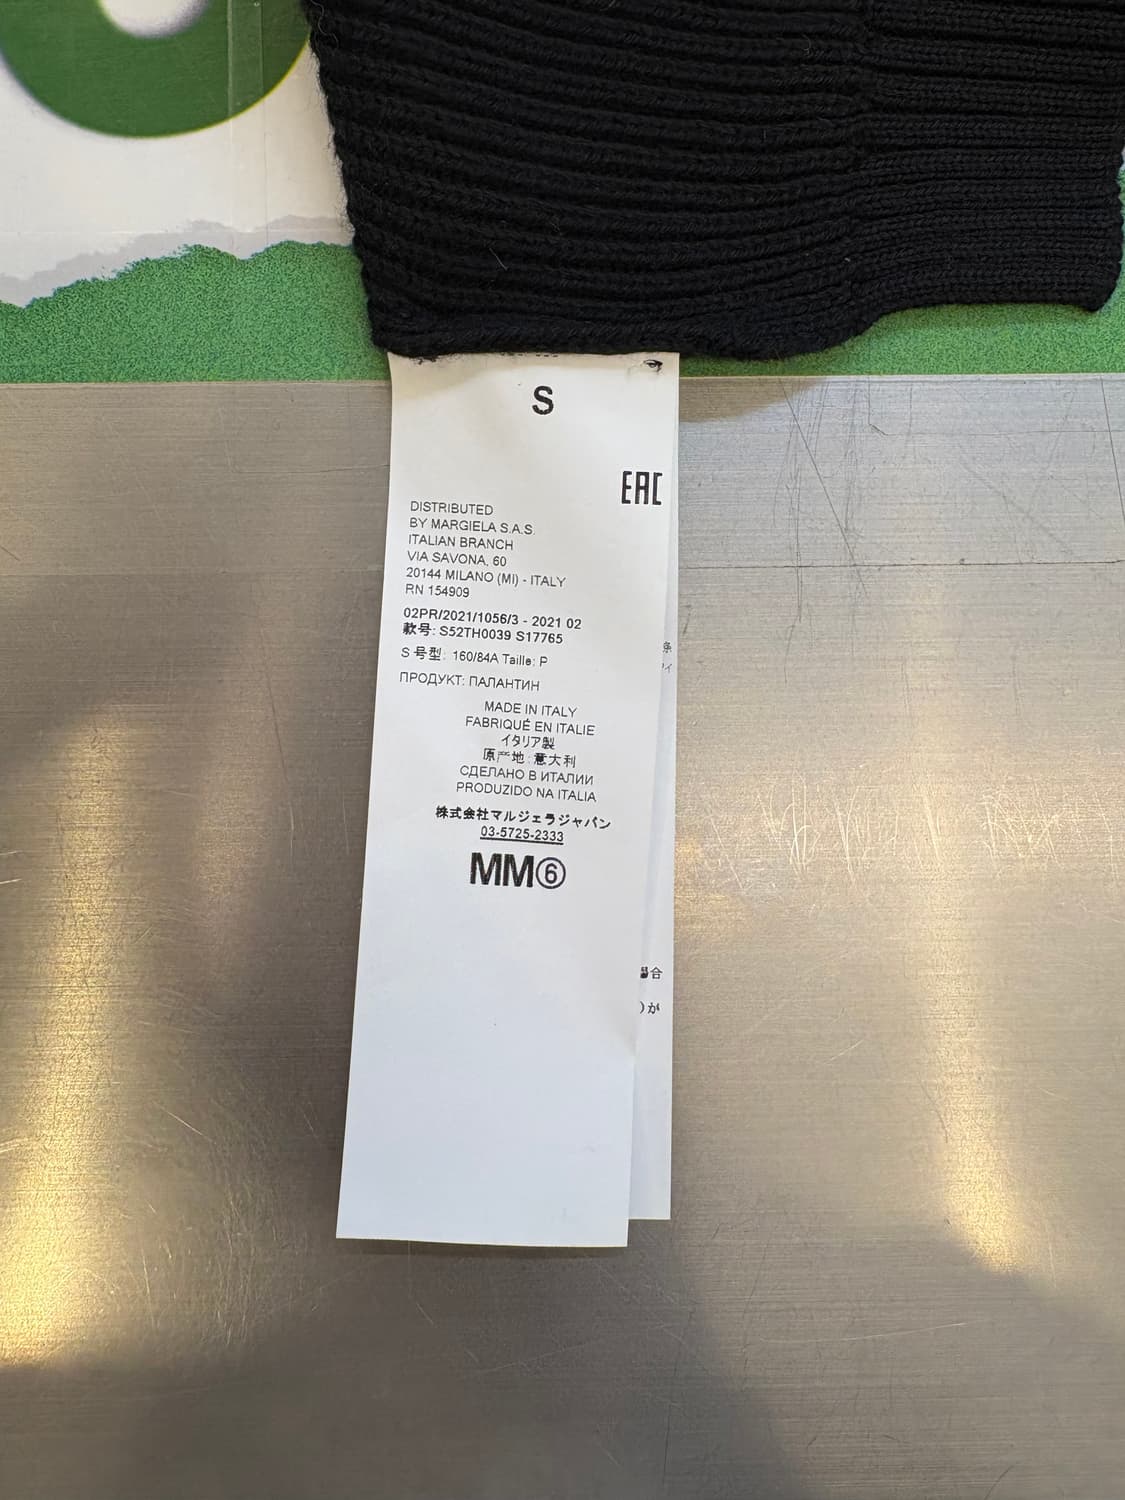 S
EAC
DISTRIBUTED
BY MARGIELA S.A.S.
ITALIAN BRANCH
VIA SAVONA, 60
20144 MILANO (MI) - ITALY
RN 154909
02PR/2021/1056/3 - 2021 02
款号: S52TH0039 S17765
S 号型: 160/84A Taille: P
ПРОДУКТ: ПАЛАНТИН
MADE IN ITALY
FABRIQUÉ EN ITALIE
イタリア製
原产地: 意大利
СДЕЛАНО В ИТАЛИИ
PRODUZIDO NA ITALIA
株式会社マルジェラジャパン
03-5725-2333
MM⑥
場合
)が